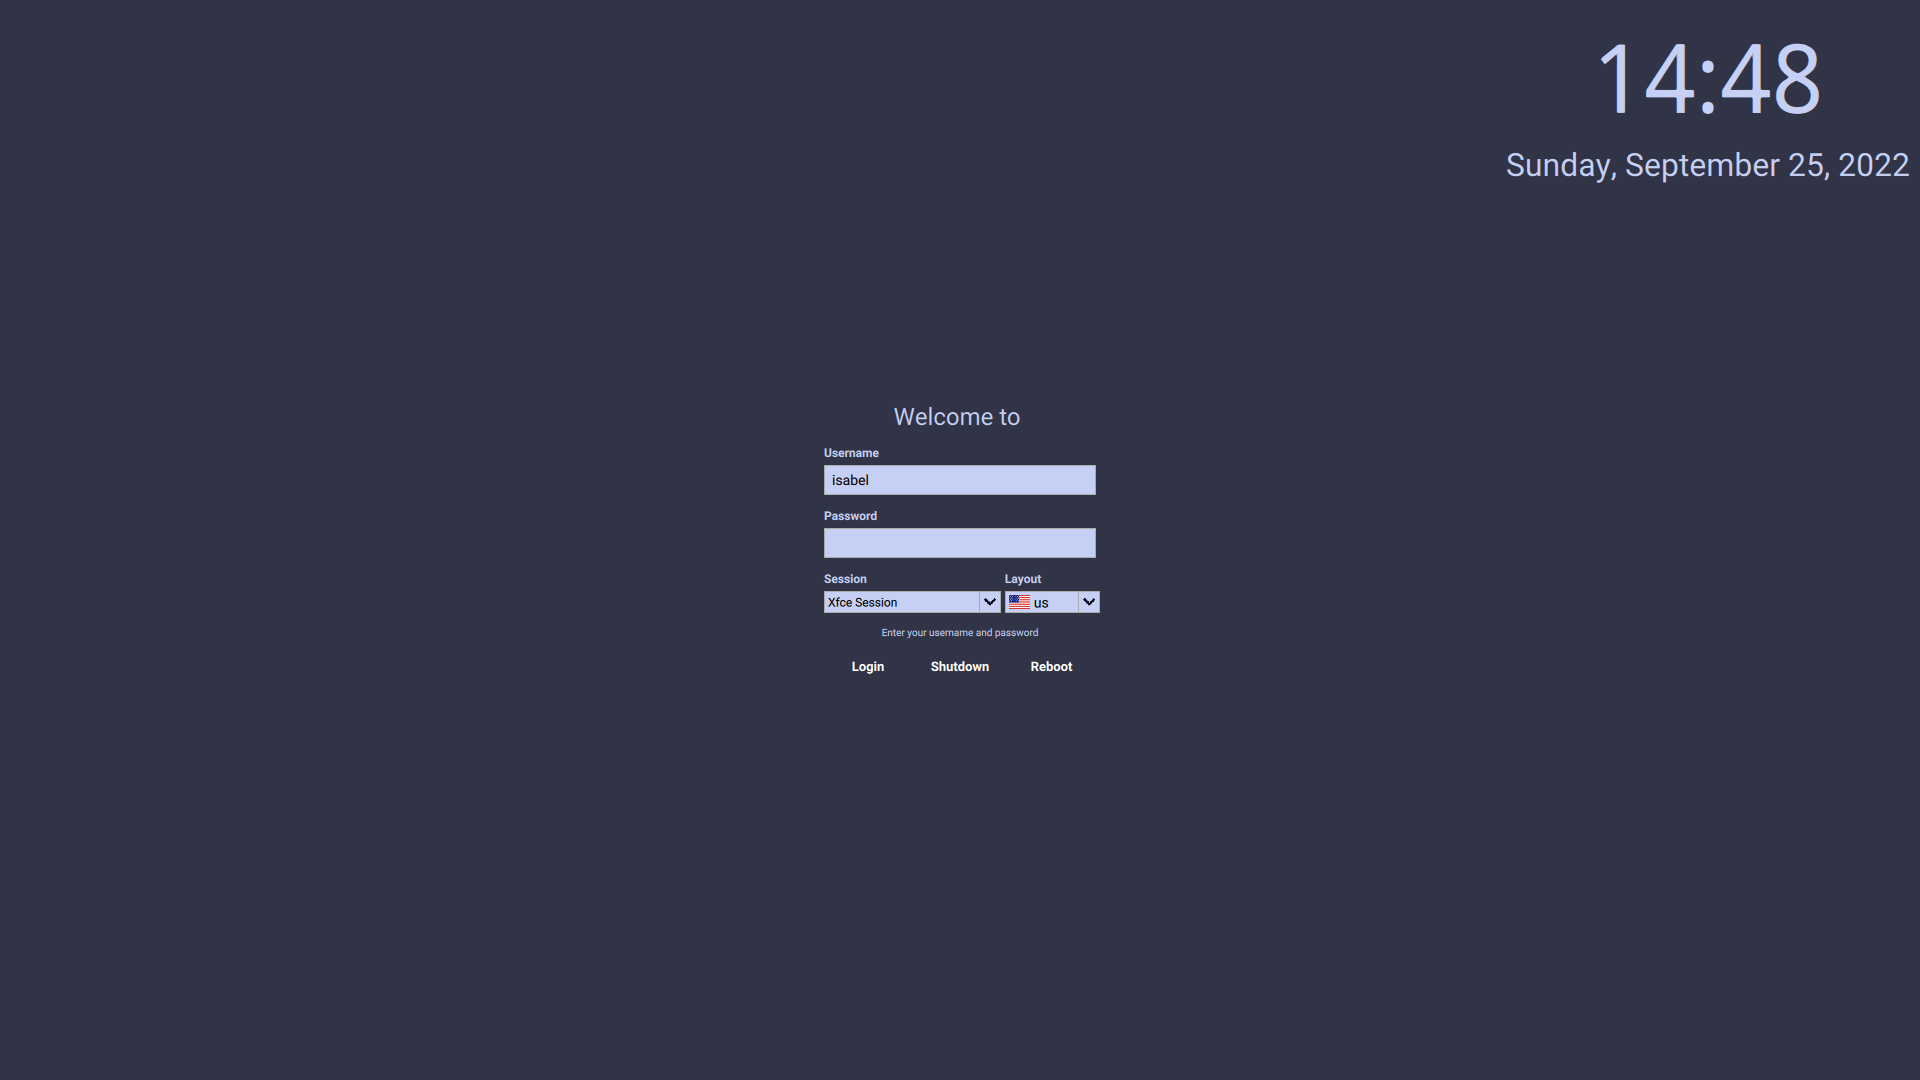 14:48
Sunday, September 25, 2022
Welcome to
Username
isabel
Password
Session Layout
Xfce Session us
Enter your username and password
Login Shutdown Reboot